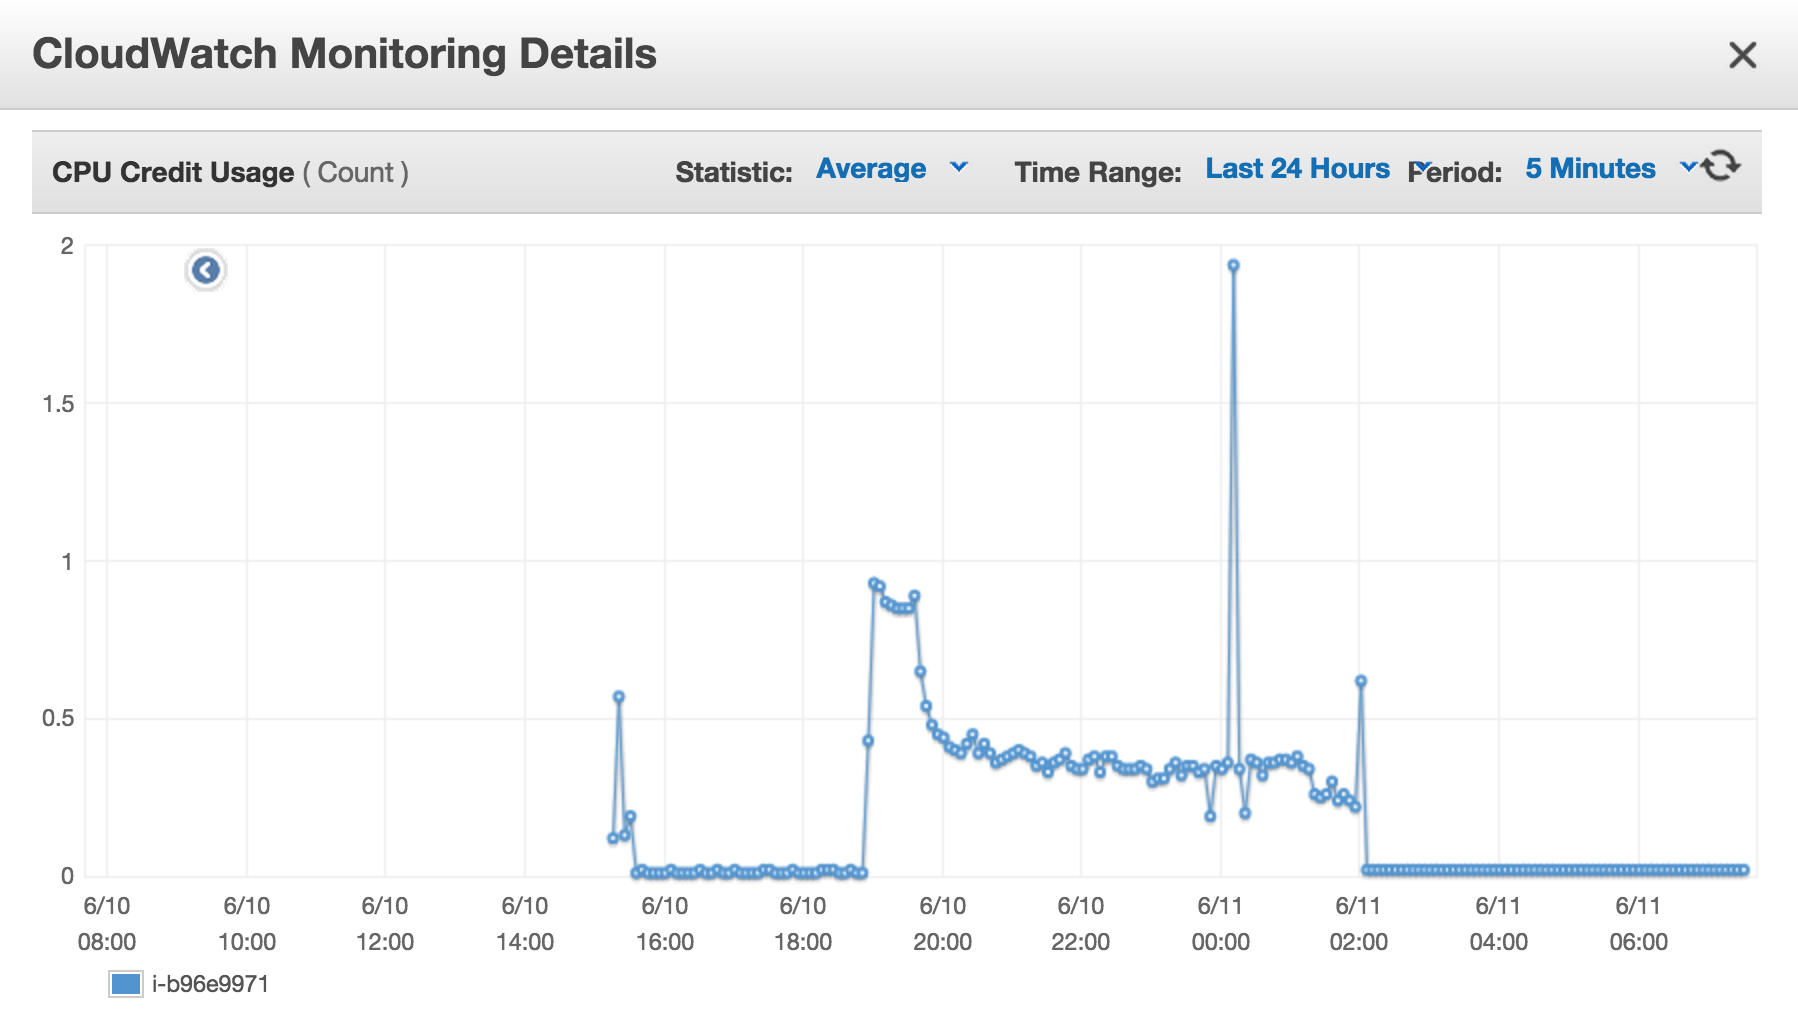 CloudWatch Monitoring Details
CPU Credit Usage ( Count ) Statistic: Average Time Range: Last 24 Hours Period: 5 Minutes
2
1.5
1
0.5
0
6/10 6/10 6/10 6/10 6/10 6/10 6/10 6/10 6/11 6/11 6/11 6/11
08:00 10:00 12:00 14:00 16:00 18:00 20:00 22:00 00:00 02:00 04:00 06:00
i-b96e9971